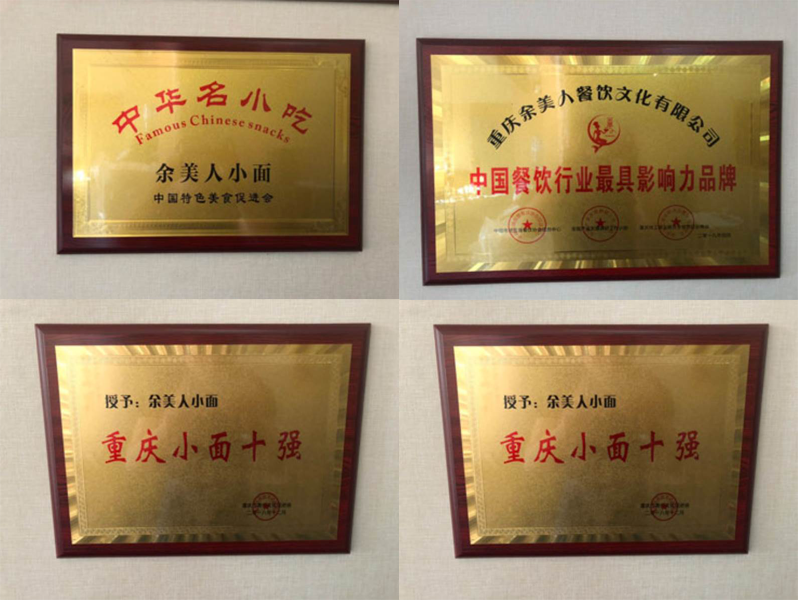 中华名小吃
Famous Chinese snacks
余美人小面
中国特色美食促进会
重庆余美人餐饮文化有限公司
中国餐饮行业最具影响力品牌
授予：余美人小面
重庆小面十强
授予：余美人小面
重庆小面十强